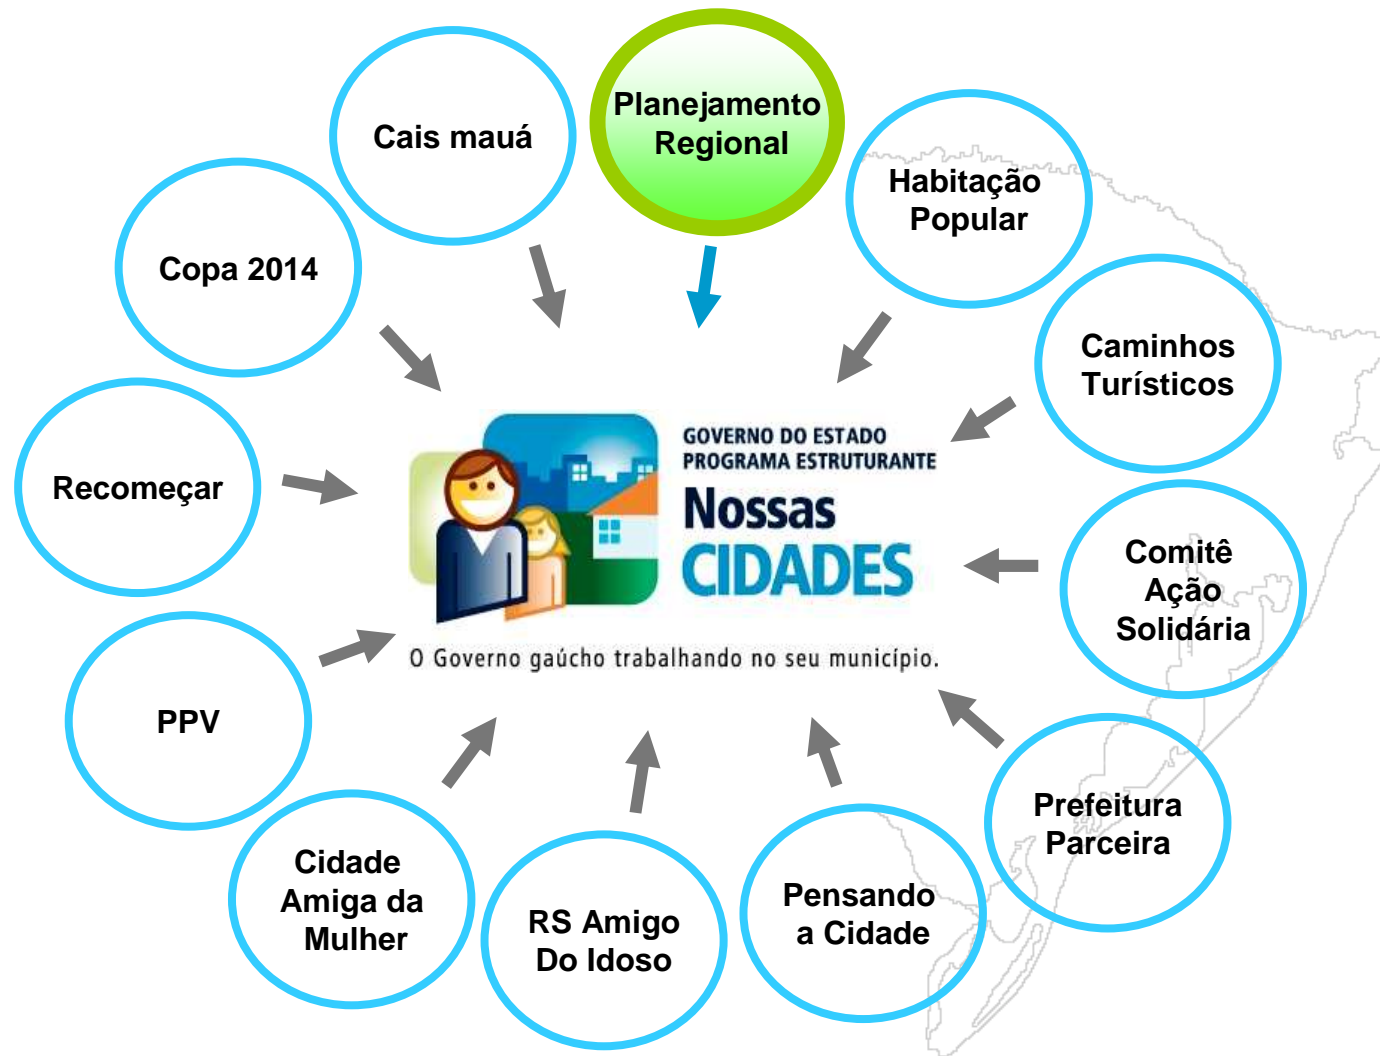 Planejamento
Regional
Cais mauá
Habitação
Popular
Copa 2014
Caminhos
Turísticos
Recomeçar
GOVERNO DO ESTADO
PROGRAMA ESTRUTURANTE
Nossas
CIDADES
O Governo gaúcho trabalhando no seu município.
Comitê
Ação
Solidária
PPV
Prefeitura
Parceira
Cidade
Amiga da
Mulher
RS Amigo
Do Idoso
Pensando
a Cidade